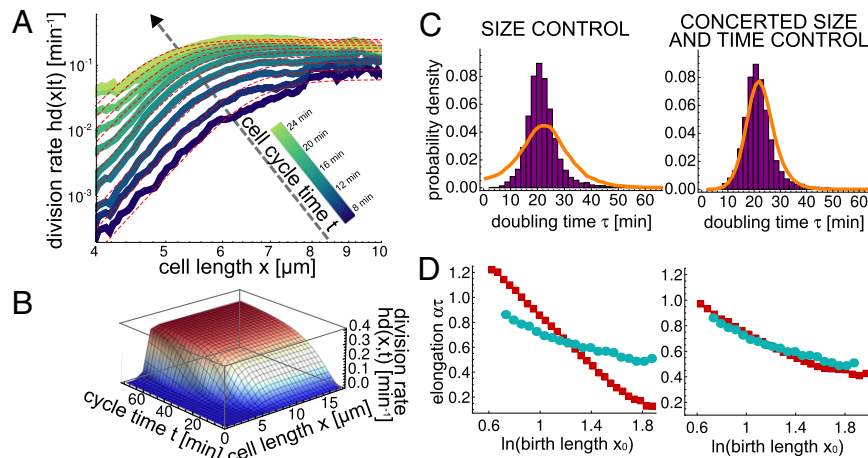 A
division rate hd(x|t) [min⁻¹]
10⁻¹
10⁻²
10⁻³
24 min
20 min
16 min
12 min
8 min
cell cycle time t
4 5 6 7 8 9 10
cell length x [µm]
B
division rate
hd(x,t) [min⁻¹]
0.4
0.3
0.2
0.1
0.0
60
40
20
0
cycle time t [min]
0 5 10 15
cell length x [µm]
C
SIZE CONTROL
probability density
0.08
0.06
0.04
0.02
0.00
0 10 20 30 40 50 60
doubling time τ [min]
CONCERTED SIZE
AND TIME CONTROL
0.08
0.06
0.04
0.02
0.00
0 10 20 30 40 50 60
doubling time τ [min]
D
elongation ατ
1.2
1.0
0.8
0.6
0.4
0.2
0.6 1 1.4 1.8
ln(birth length x₀)
1.2
1.0
0.8
0.6
0.4
0.2
0.6 1 1.4 1.8
ln(birth length x₀)